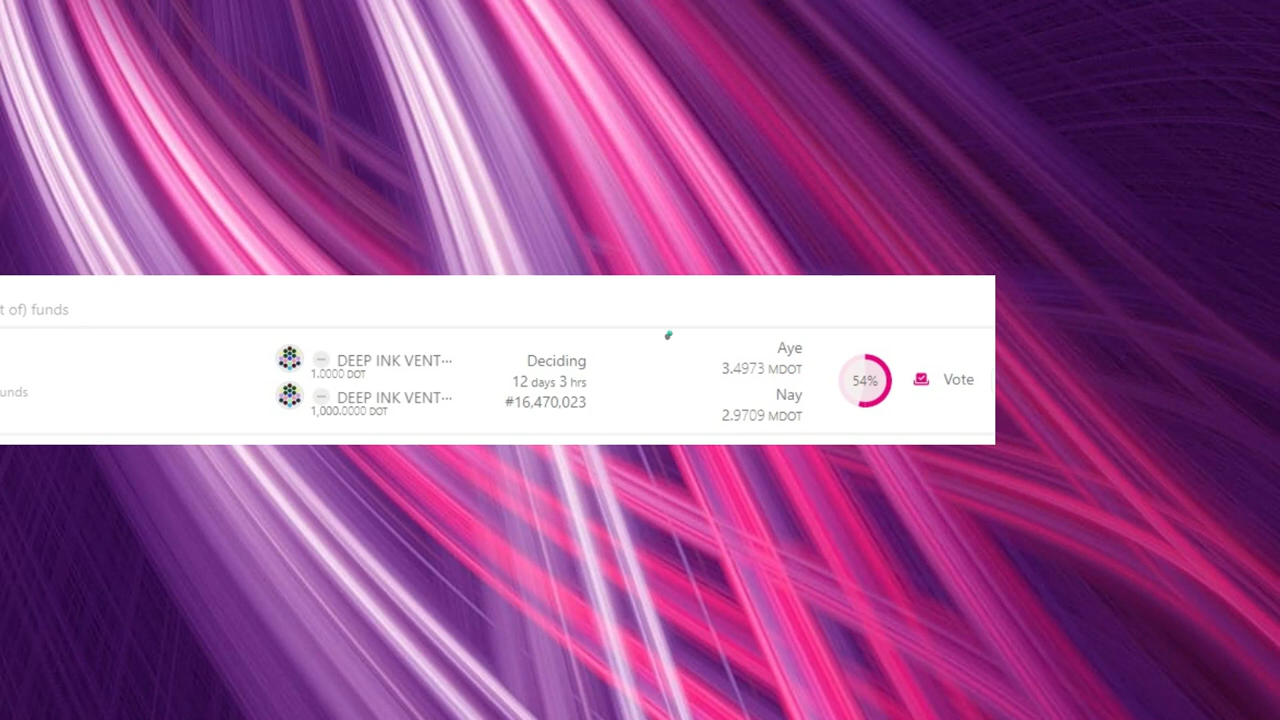 t of) funds
unds
DEEP INK VENT···
1.0000 DOT
DEEP INK VENT···
1,000.0000 DOT
Deciding
12 days 3 hrs
#16,470,023
Aye
3.4973 MDOT
Nay
2.9709 MDOT
54%
Vote